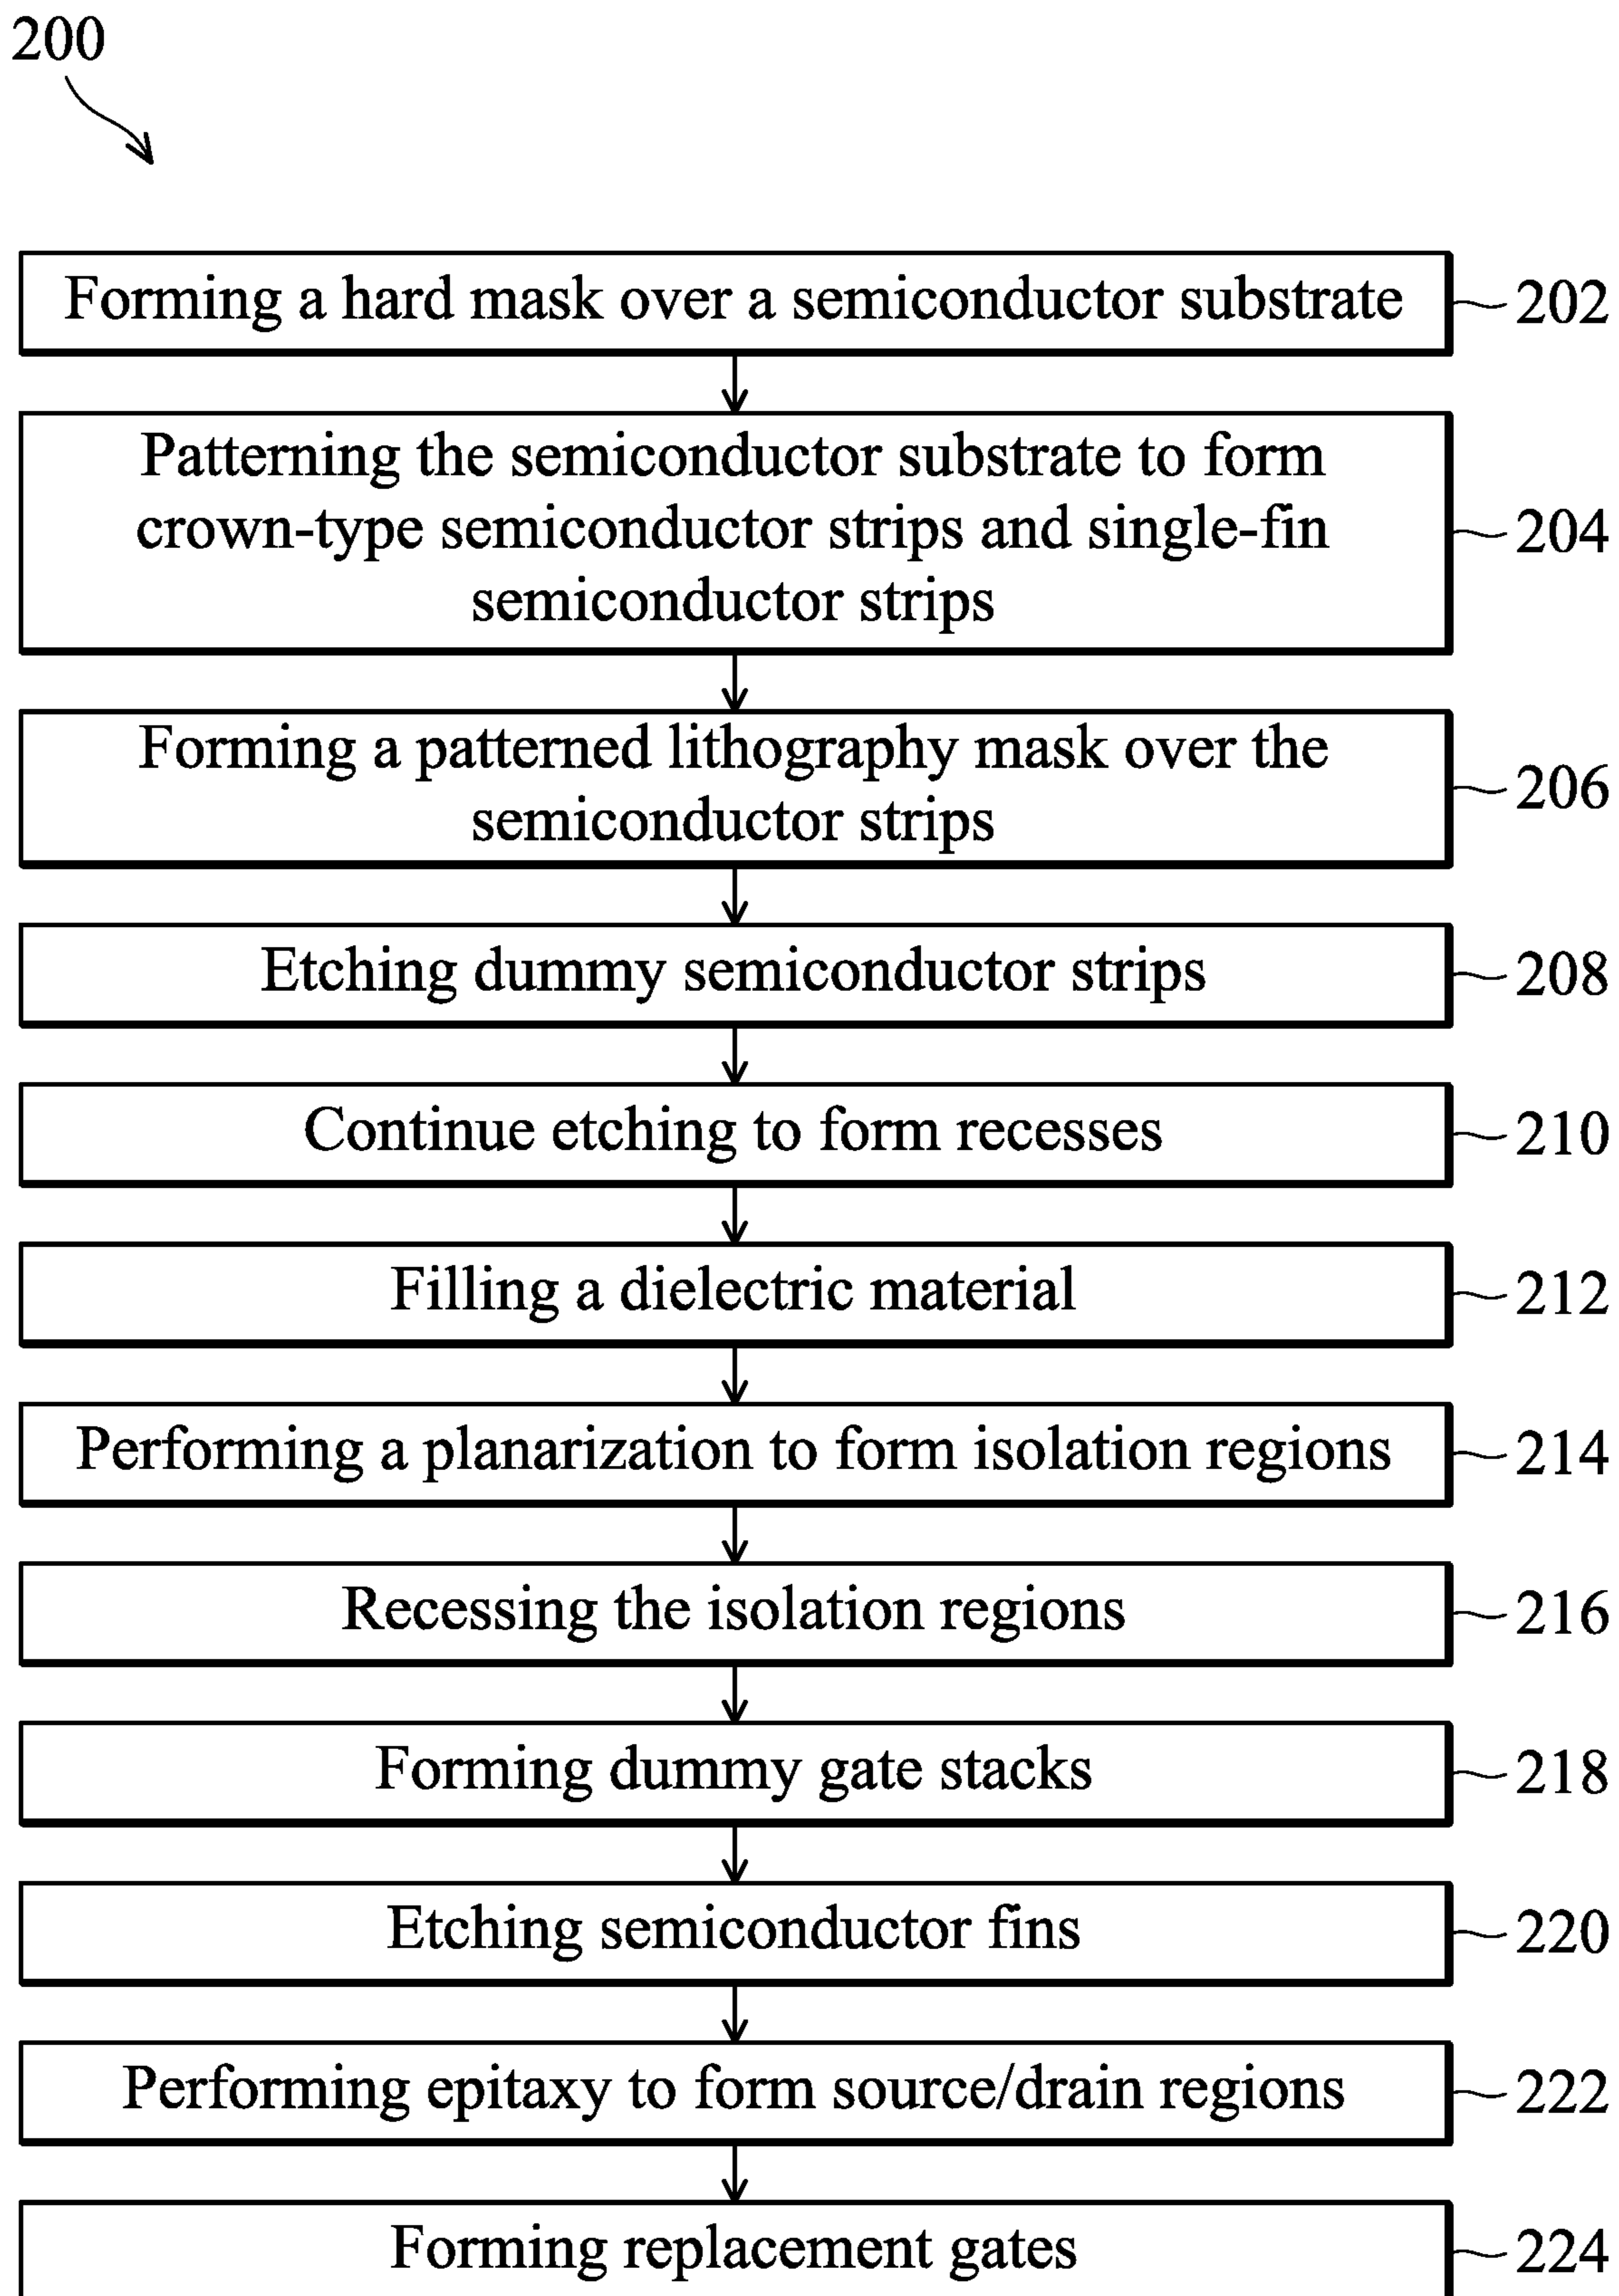 200
Forming a hard mask over a semiconductor substrate
202
Patterning the semiconductor substrate to form
crown-type semiconductor strips and single-fin
semiconductor strips
204
Forming a patterned lithography mask over the
semiconductor strips
206
Etching dummy semiconductor strips
208
Continue etching to form recesses
210
Filling a dielectric material
212
Performing a planarization to form isolation regions
214
Recessing the isolation regions
216
Forming dummy gate stacks
218
Etching semiconductor fins
220
Performing epitaxy to form source/drain regions
222
Forming replacement gates
224